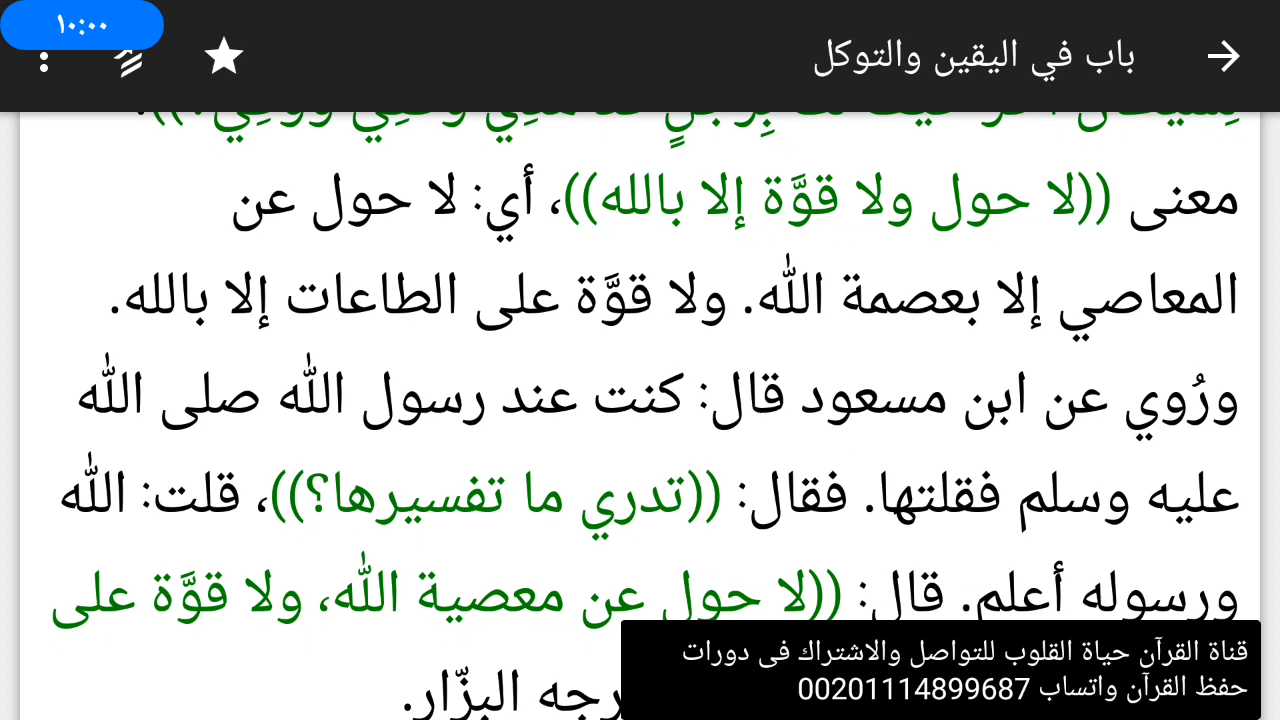 ١٠:٠٠
باب في اليقين والتوكل
معنى ((لا حول ولا قوَّة إلا بالله))، أي: لا حول عن
المعاصي إلا بعصمة الله. ولا قوَّة على الطاعات إلا بالله.
ورُوي عن ابن مسعود قال: كنت عند رسول الله صلى الله
عليه وسلم فقلتها. فقال: ((تدري ما تفسيرها؟))، قلت: الله
ورسوله أعلم. قال: ((لا حول عن معصية الله، ولا قوَّة على
البزّار.
قناة القرآن حياة القلوب للتواصل والاشتراك فى دورات
حفظ القرآن واتساب 00201114899687